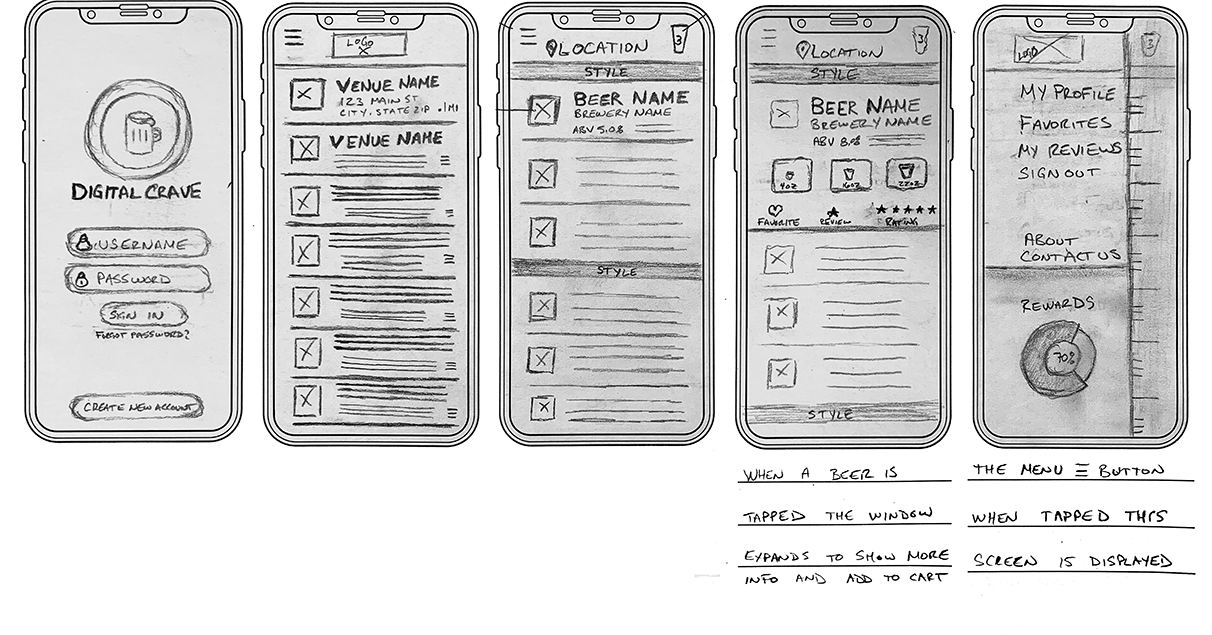 DIGITAL CRAVE
USERNAME
PASSWORD
SIGN IN
FORGOT PASSWORD?
CREATE NEW ACCOUNT
LOGO
VENUE NAME
123 MAIN ST
CITY, STATE ZIP .1MI
VENUE NAME
3
LOCATION
STYLE
BEER NAME
BREWERY NAME
ABV 5.08
STYLE
3
LOCATION
STYLE
BEER NAME
BREWERY NAME
ABV 8.08
4OZ 16OZ 22OZ
FAVORITE REVIEW RATING
STYLE
WHEN A BEER IS
TAPPED THE WINDOW
EXPANDS TO SHOW MORE
INFO AND ADD TO CART
LOGO
3
MY PROFILE
FAVORITES
MY REVIEWS
SIGN OUT
ABOUT
CONTACT US
REWARDS
70%
THE MENU ☰ BUTTON
WHEN TAPPED THIS
SCREEN IS DISPLAYED